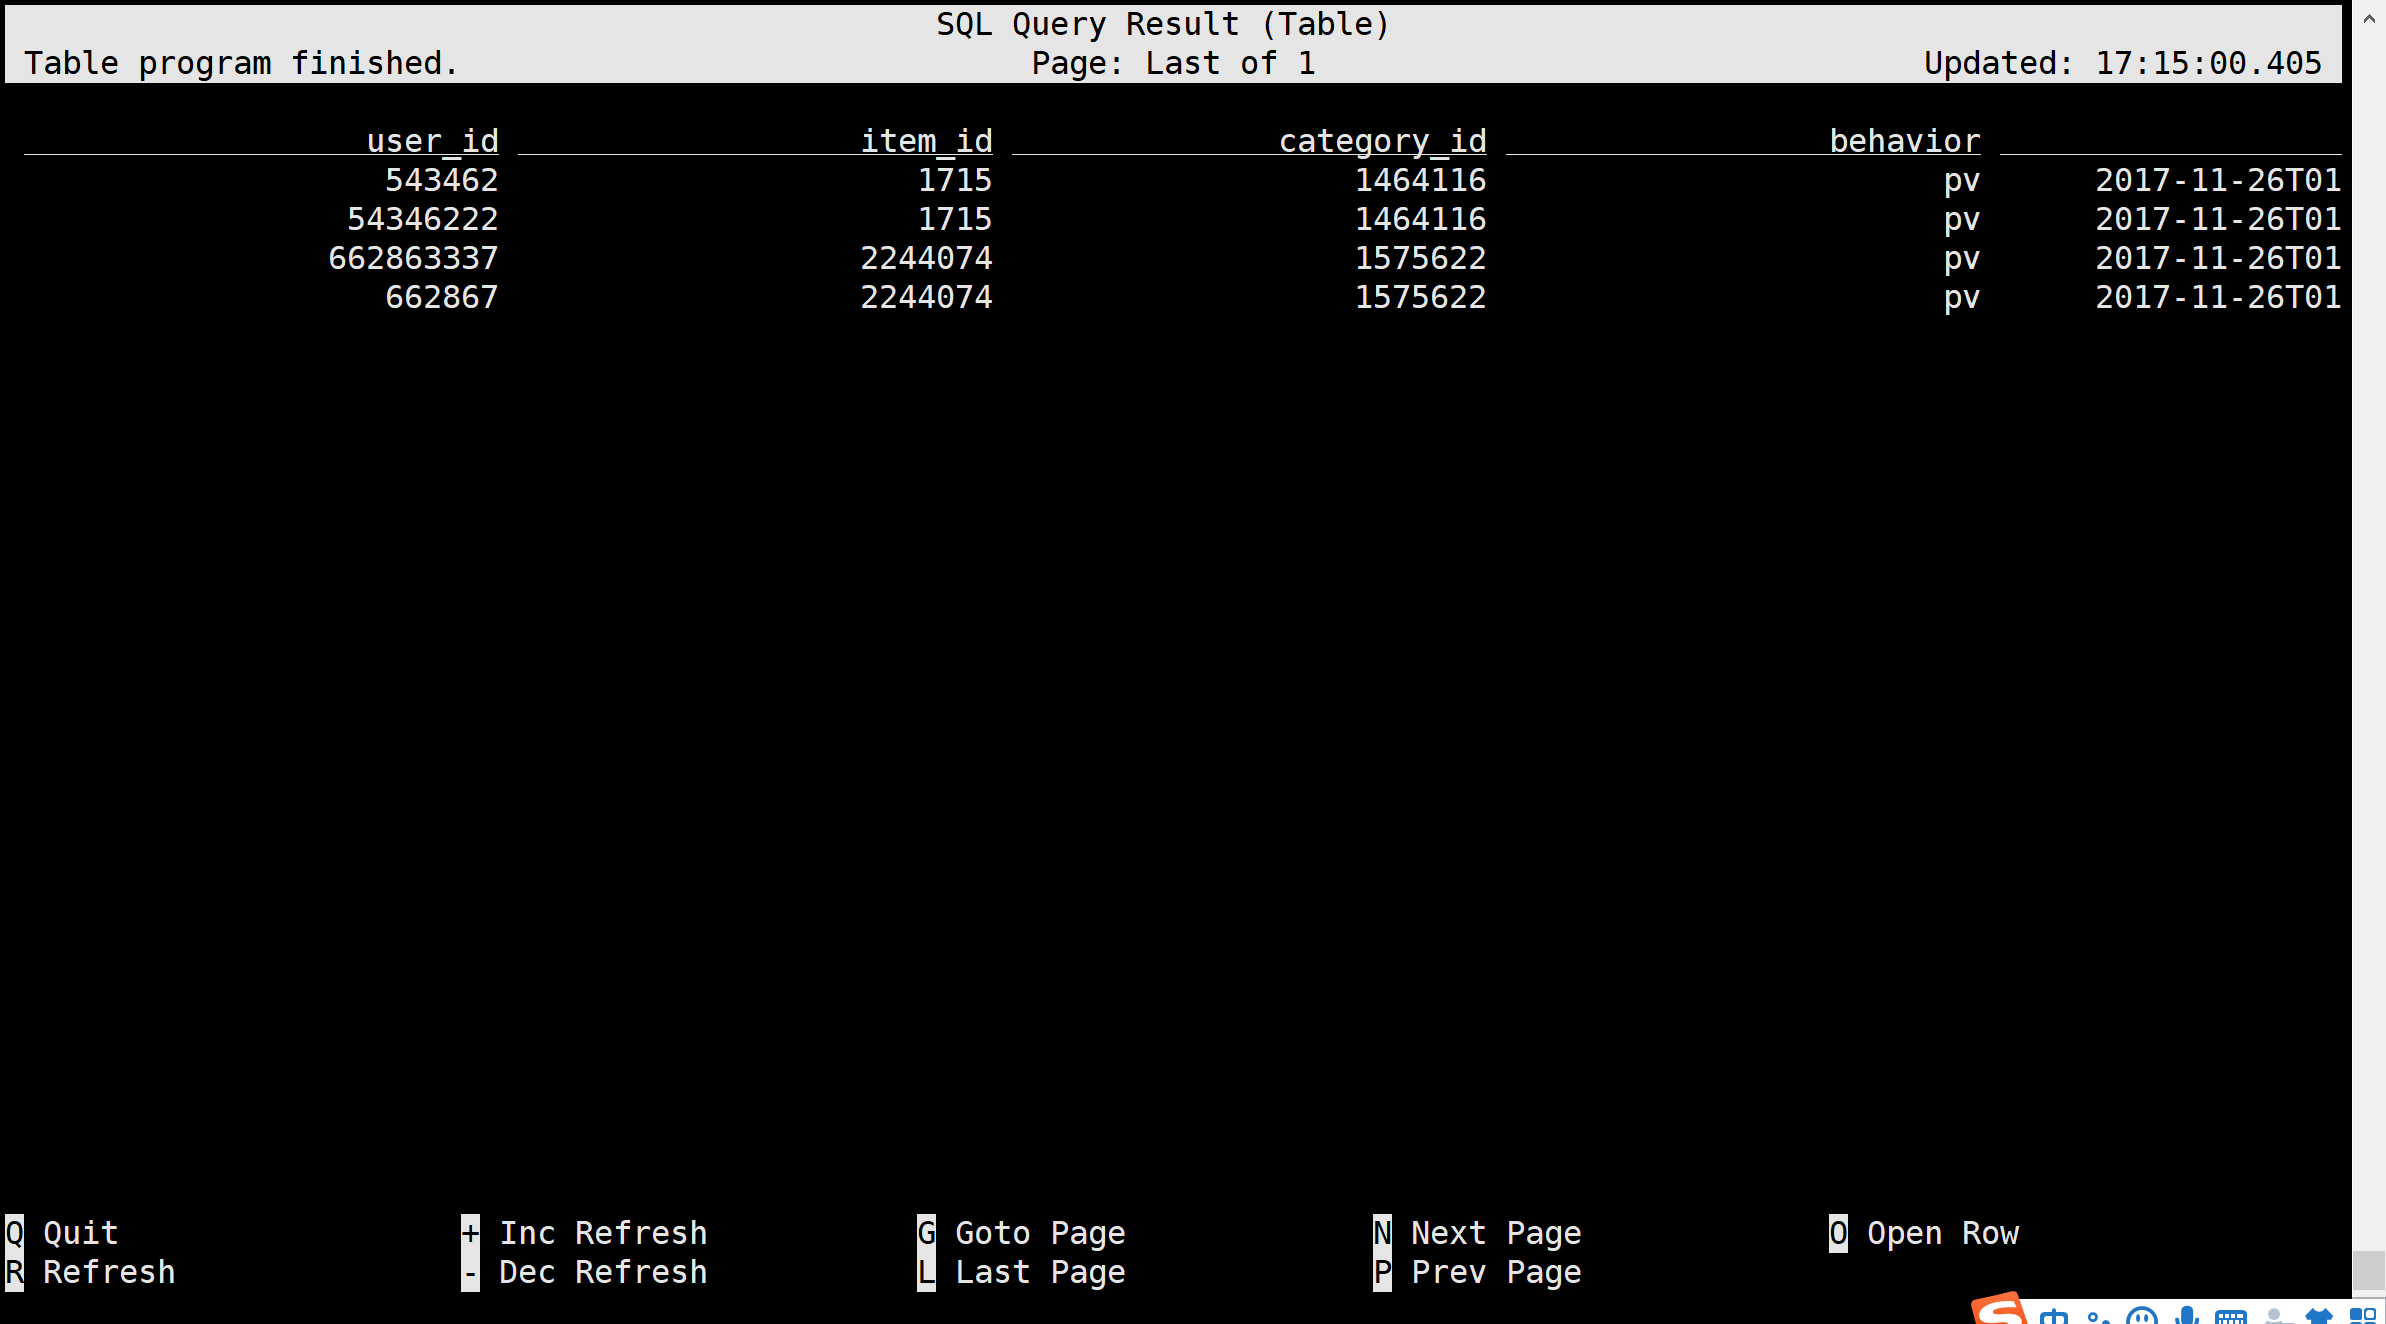 SQL Query Result (Table)
Table program finished. Page: Last of 1 Updated: 17:15:00.405
user_id item_id category_id behavior
543462 1715 1464116 pv 2017-11-26T01
54346222 1715 1464116 pv 2017-11-26T01
662863337 2244074 1575622 pv 2017-11-26T01
662867 2244074 1575622 pv 2017-11-26T01
Q Quit + Inc Refresh G Goto Page N Next Page O Open Row
R Refresh - Dec Refresh L Last Page P Prev Page